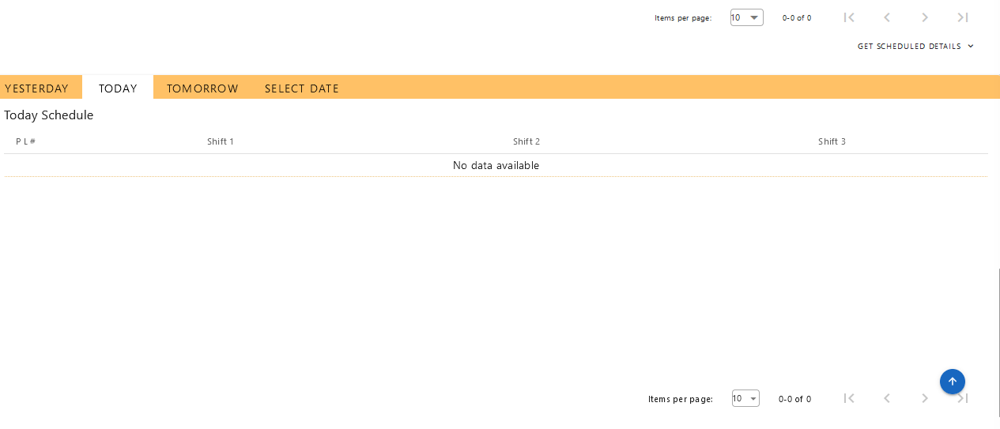 Items per page: 10 0-0 of 0
GET SCHEDULED DETAILS
YESTERDAY TODAY TOMORROW SELECT DATE
Today Schedule
PL# Shift 1 Shift 2 Shift 3
No data available
Items per page: 10 0-0 of 0